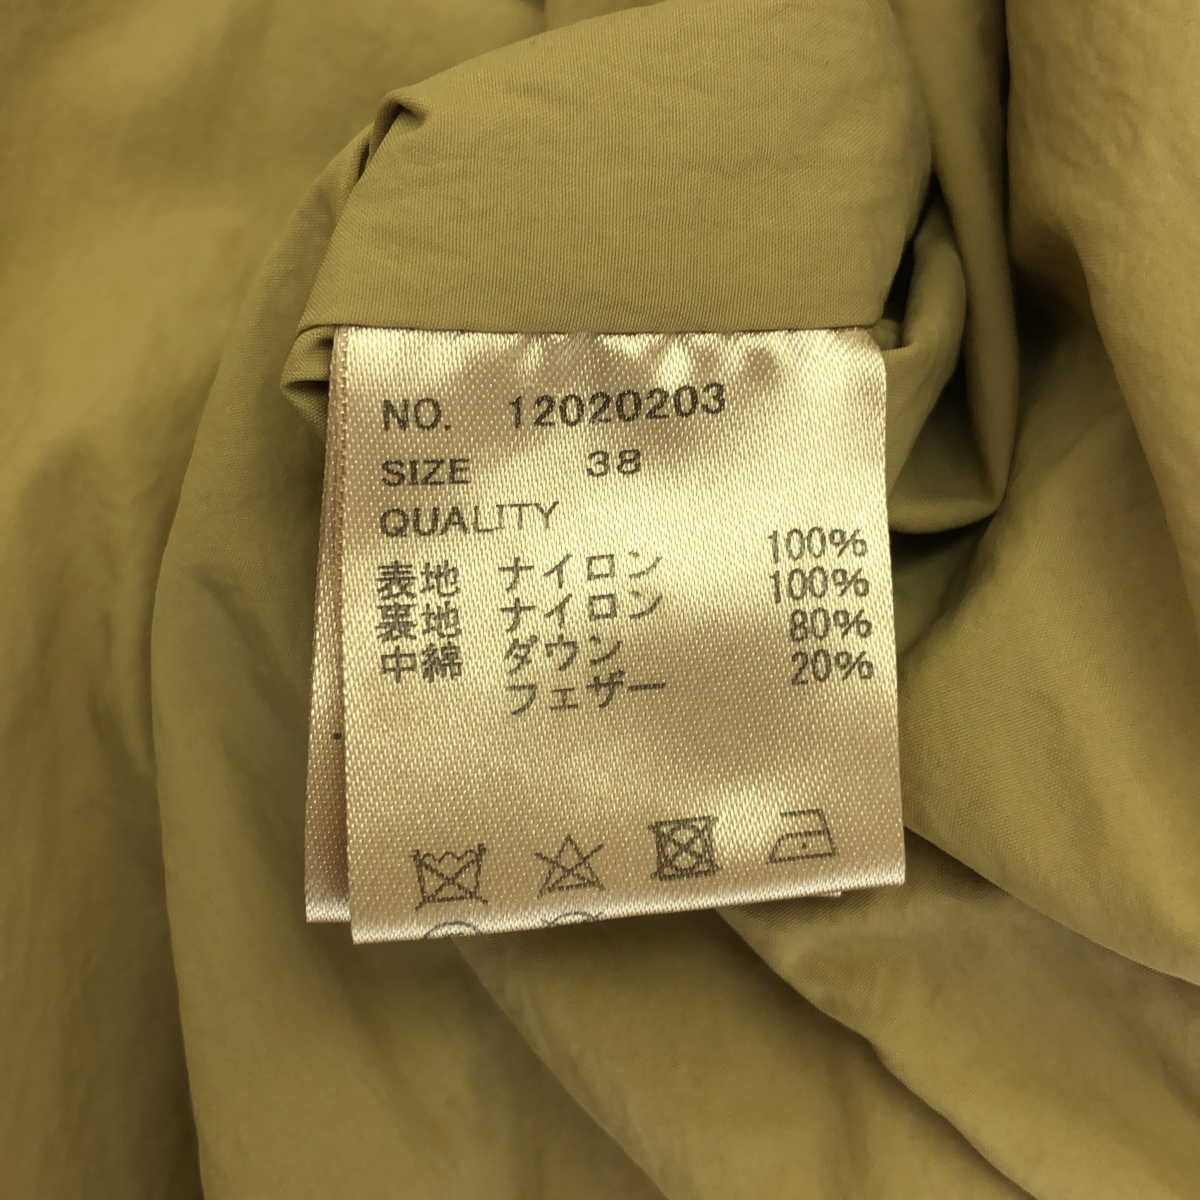 NO. 12020203
SIZE 38
QUALITY
表地 ナイロン 100%
裏地 ナイロン 100%
中綿 ダウン 80%
フェザー 20%